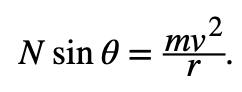 N sin θ = mv²/r.